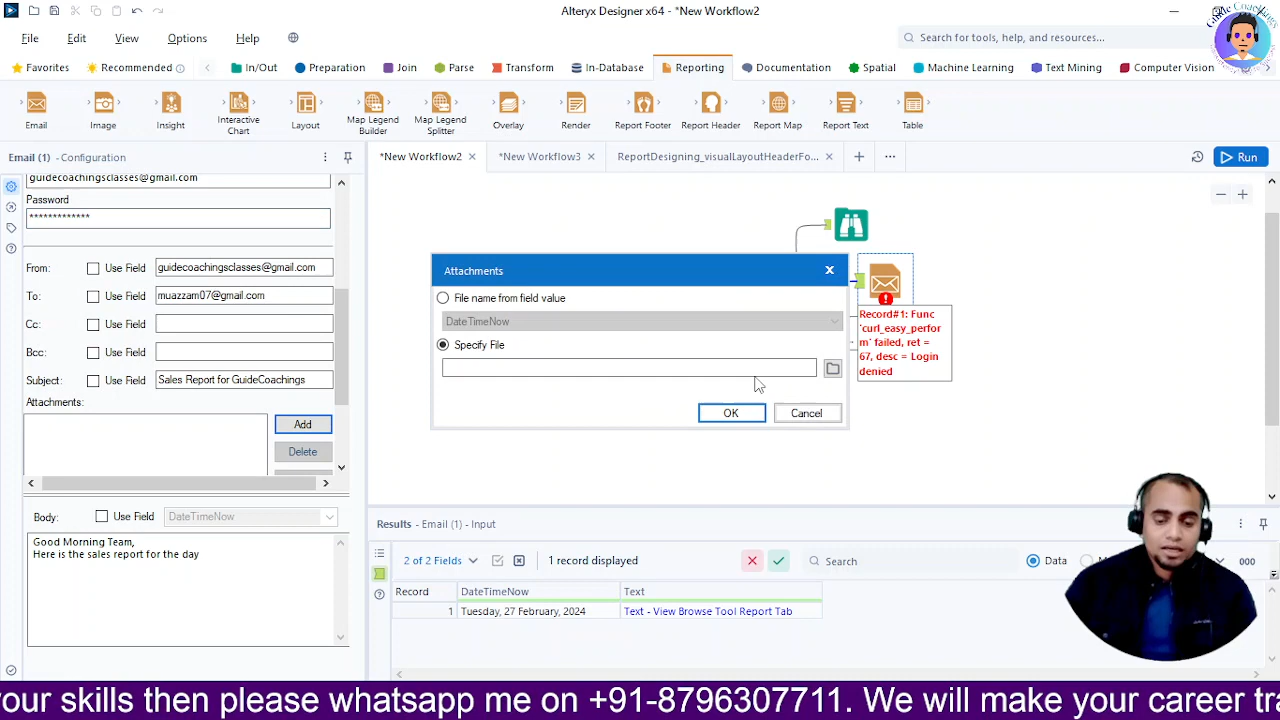 Alteryx Designer x64 - *New Workflow2
File
Edit
View
Options
Help
Search for tools, help, and resources...
Guide Coachings
Favorites
Recommended
In/Out
Preparation
Join
Parse
Transform
In-Database
Reporting
Documentation
Spatial
Machine Learning
Text Mining
Computer Vision
Email
Image
Insight
Interactive Chart
Layout
Map Legend Builder
Map Legend Splitter
Overlay
Render
Report Footer
Report Header
Report Map
Report Text
Table
Email (1) - Configuration
*New Workflow2
*New Workflow3
ReportDesigning_visualLayoutHeaderFo...
Run
guidecoachingsclasses@gmail.com
Password
*************
From:
Use Field
guidecoachingsclasses@gmail.com
To:
Use Field
muazzam07@gmail.com
Cc:
Use Field
Bcc:
Use Field
Subject:
Use Field
Sales Report for GuideCoachings
Attachments:
Add
Delete
Body:
Use Field
DateTimeNow
Good Morning Team,
Here is the sales report for the day
Attachments
File name from field value
DateTimeNow
Specify File
OK
Cancel
Record#1: Func
'curl_easy_perfor
m' failed, ret =
67, desc = Login
denied
Results - Email (1) - Input
2 of 2 Fields
1 record displayed
Search
Data
000
Record
DateTimeNow
Text
1
Tuesday, 27 February, 2024
Text - View Browse Tool Report Tab
your skills then please whatsapp me on +91-8796307711. We will make your career tra